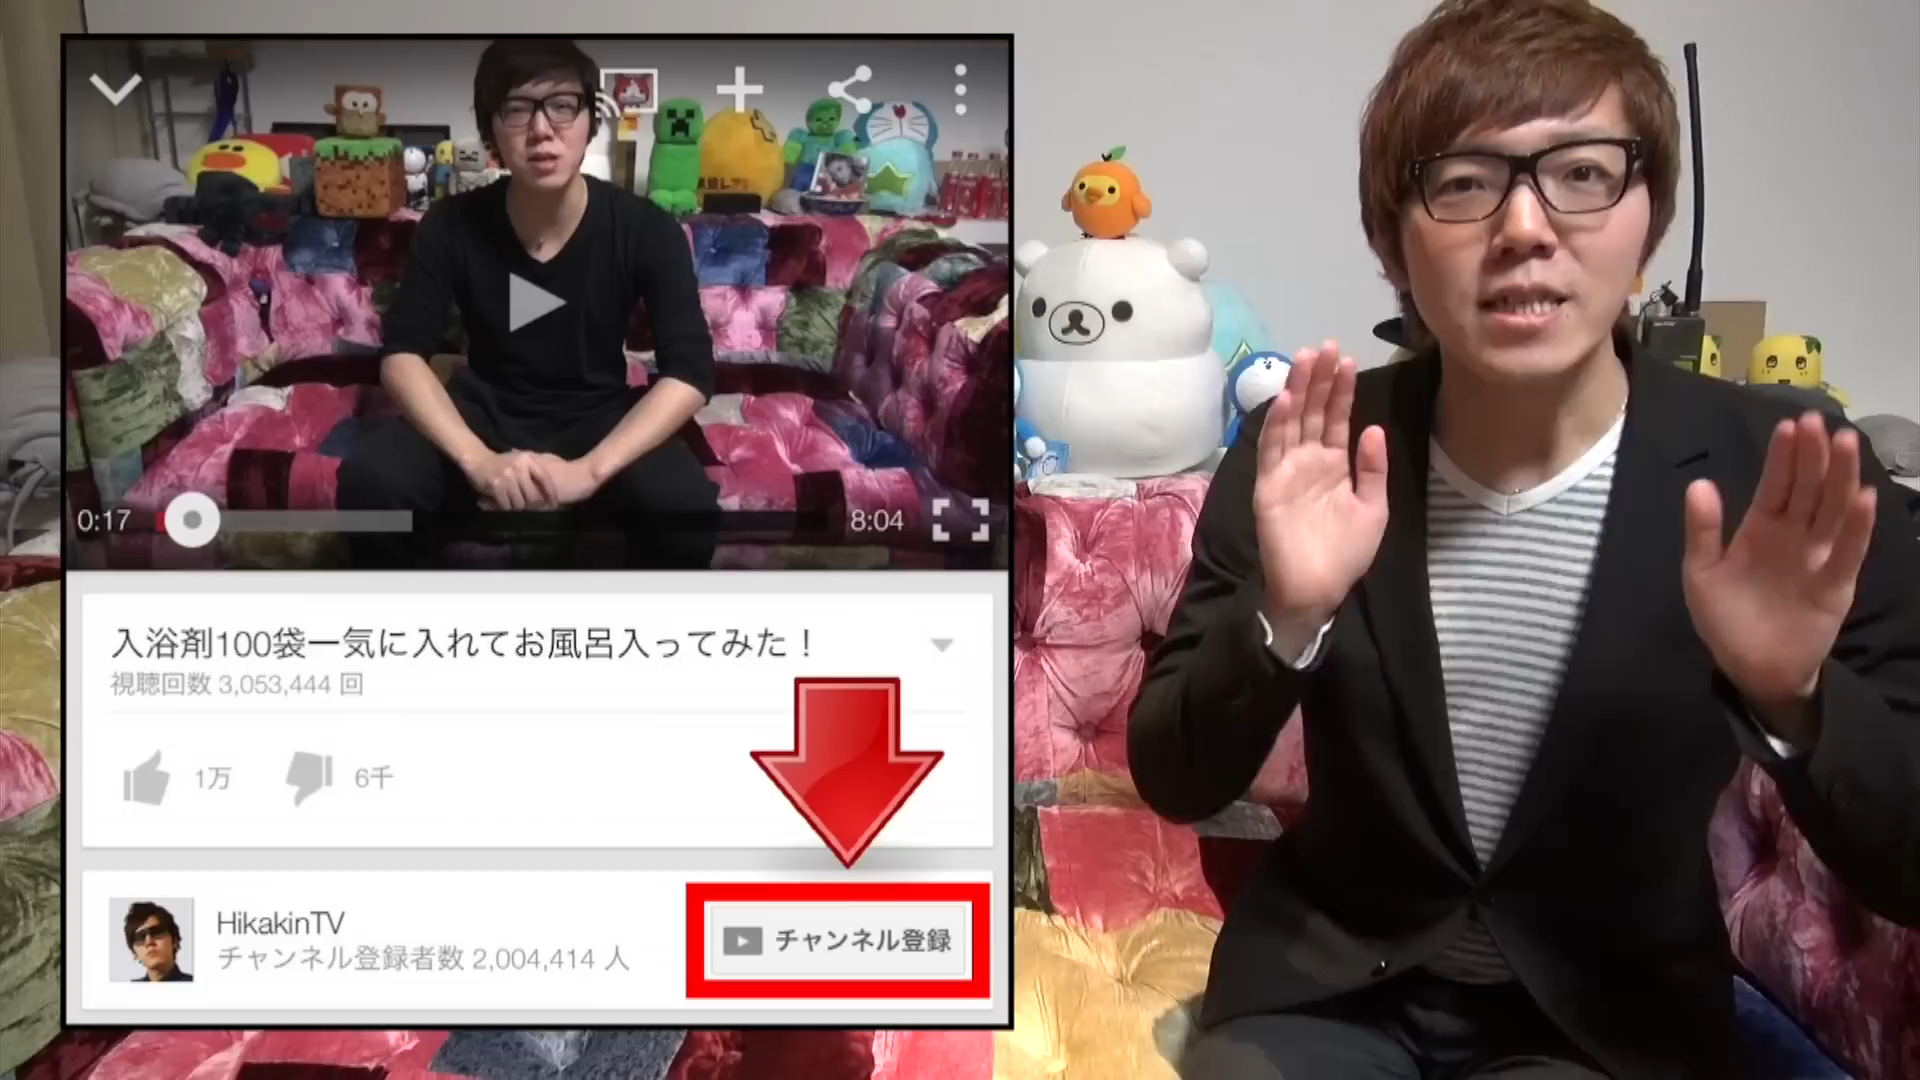 0:17
8:04
入浴剤100袋一気に入れてお風呂入ってみた！
視聴回数 3,053,444 回
1万
6千
HikakinTV
チャンネル登録者数 2,004,414 人
チャンネル登録